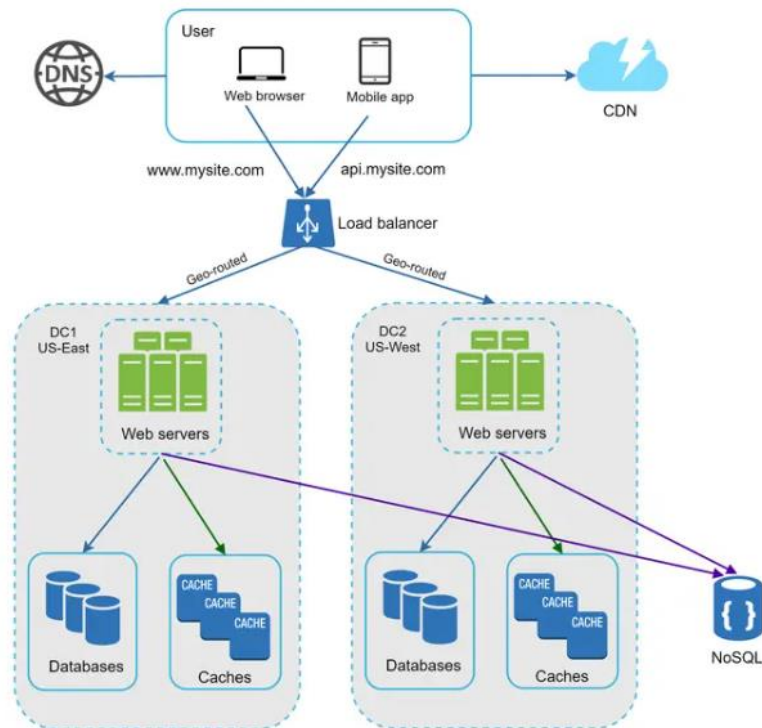 User
DNS
Web browser
Mobile app
CDN
www.mysite.com
api.mysite.com
Load balancer
Geo-routed
Geo-routed
DC1
US-East
DC2
US-West
Web servers
Web servers
CACHE
CACHE
CACHE
CACHE
CACHE
CACHE
{ }
Databases
Caches
Databases
Caches
NoSQL